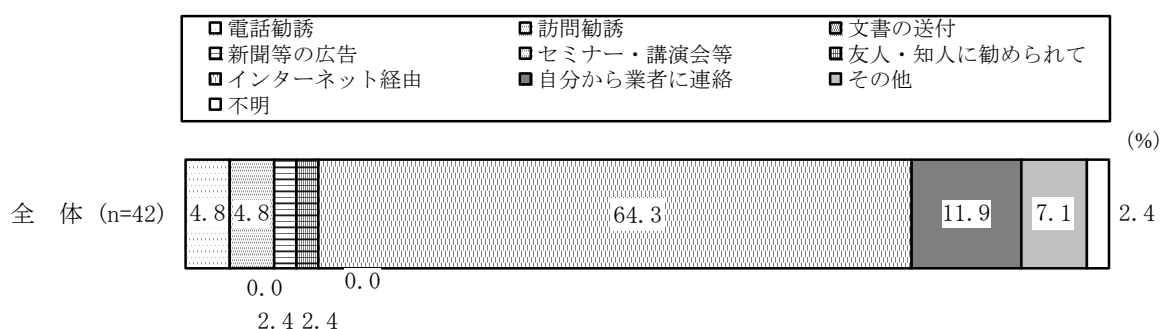 電話勧誘 訪問勧誘 文書の送付
新聞等の広告 セミナー・講演会等 友人・知人に勧められて
インターネット経由 自分から業者に連絡 その他
不明
(%)
全 体 (n=42) 4.8 4.8 64.3 11.9 7.1 2.4
0.0 0.0
2.4 2.4